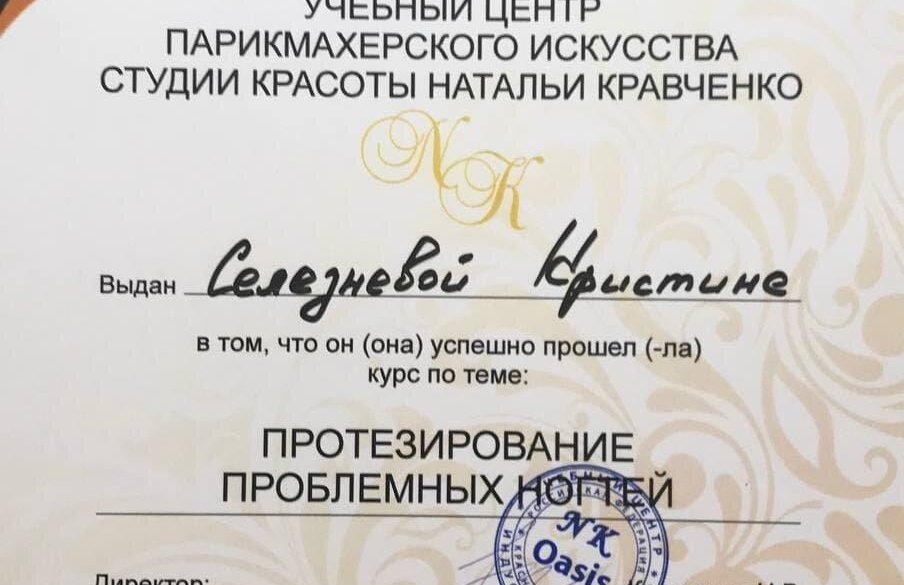 УЧЕБНЫЙ ЦЕНТР
ПАРИКМАХЕРСКОГО ИСКУССТВА
СТУДИИ КРАСОТЫ НАТАЛЬИ КРАВЧЕНКО
NK
Выдан Селезневой Кристине
в том, что он (она) успешно прошел (-ла)
курс по теме:
ПРОТЕЗИРОВАНИЕ
ПРОБЛЕМНЫХ НОГТЕЙ
NK
Oasis
Директор: